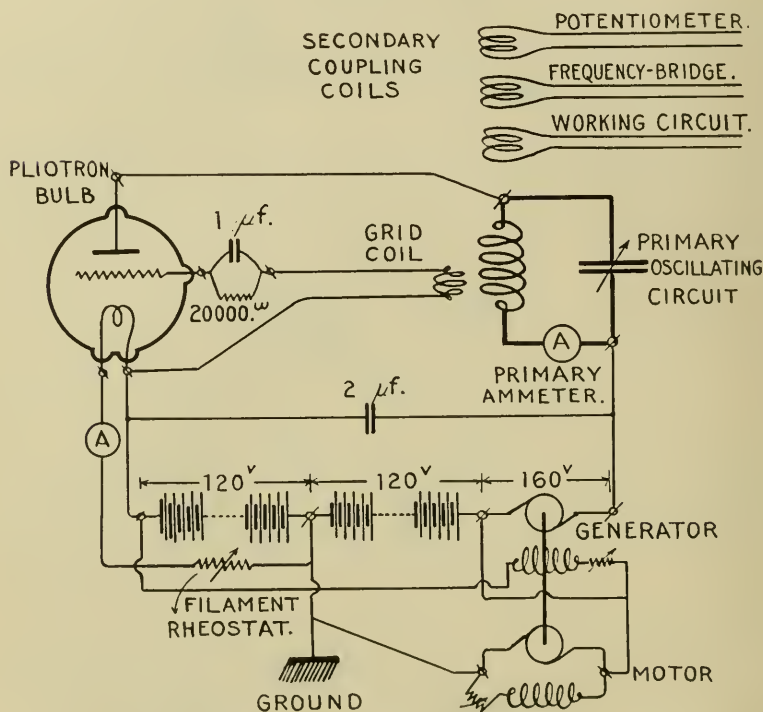 SECONDARY
COUPLING
COILS
POTENTIOMETER.
FREQUENCY-BRIDGE.
WORKING CIRCUIT.
PLIOTRON
BULB
1 μf.
20000.ω
GRID
COIL
PRIMARY
OSCILLATING
CIRCUIT
A
PRIMARY
AMMETER.
2 μf.
A
120v
120v
160v
GENERATOR
FILAMENT
RHEOSTAT.
GROUND
MOTOR